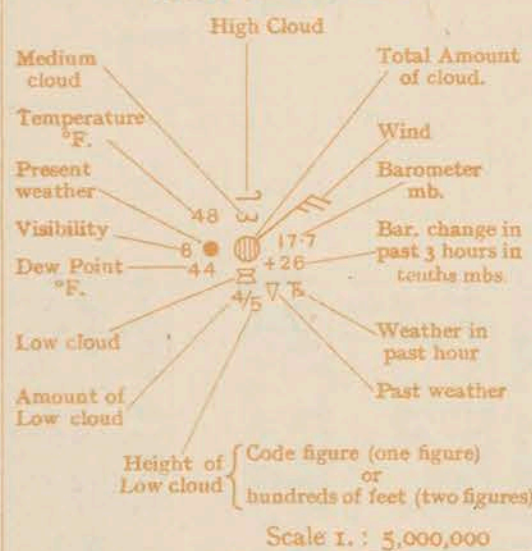 High Cloud
Medium
cloud
Total Amount
of cloud.
Temperature
°F.
Wind
Present
weather
Barometer
mb.
48
Visibility
8
17·7
Bar. change in
past 3 hours in
tenths mbs.
+26
Dew Point
°F.
44
4/5
Low cloud
Weather in
past hour
Amount of
Low cloud
Past weather
Height of
Low cloud
Code figure (one figure)
or
hundreds of feet (two figures)
Scale 1. : 5,000,000